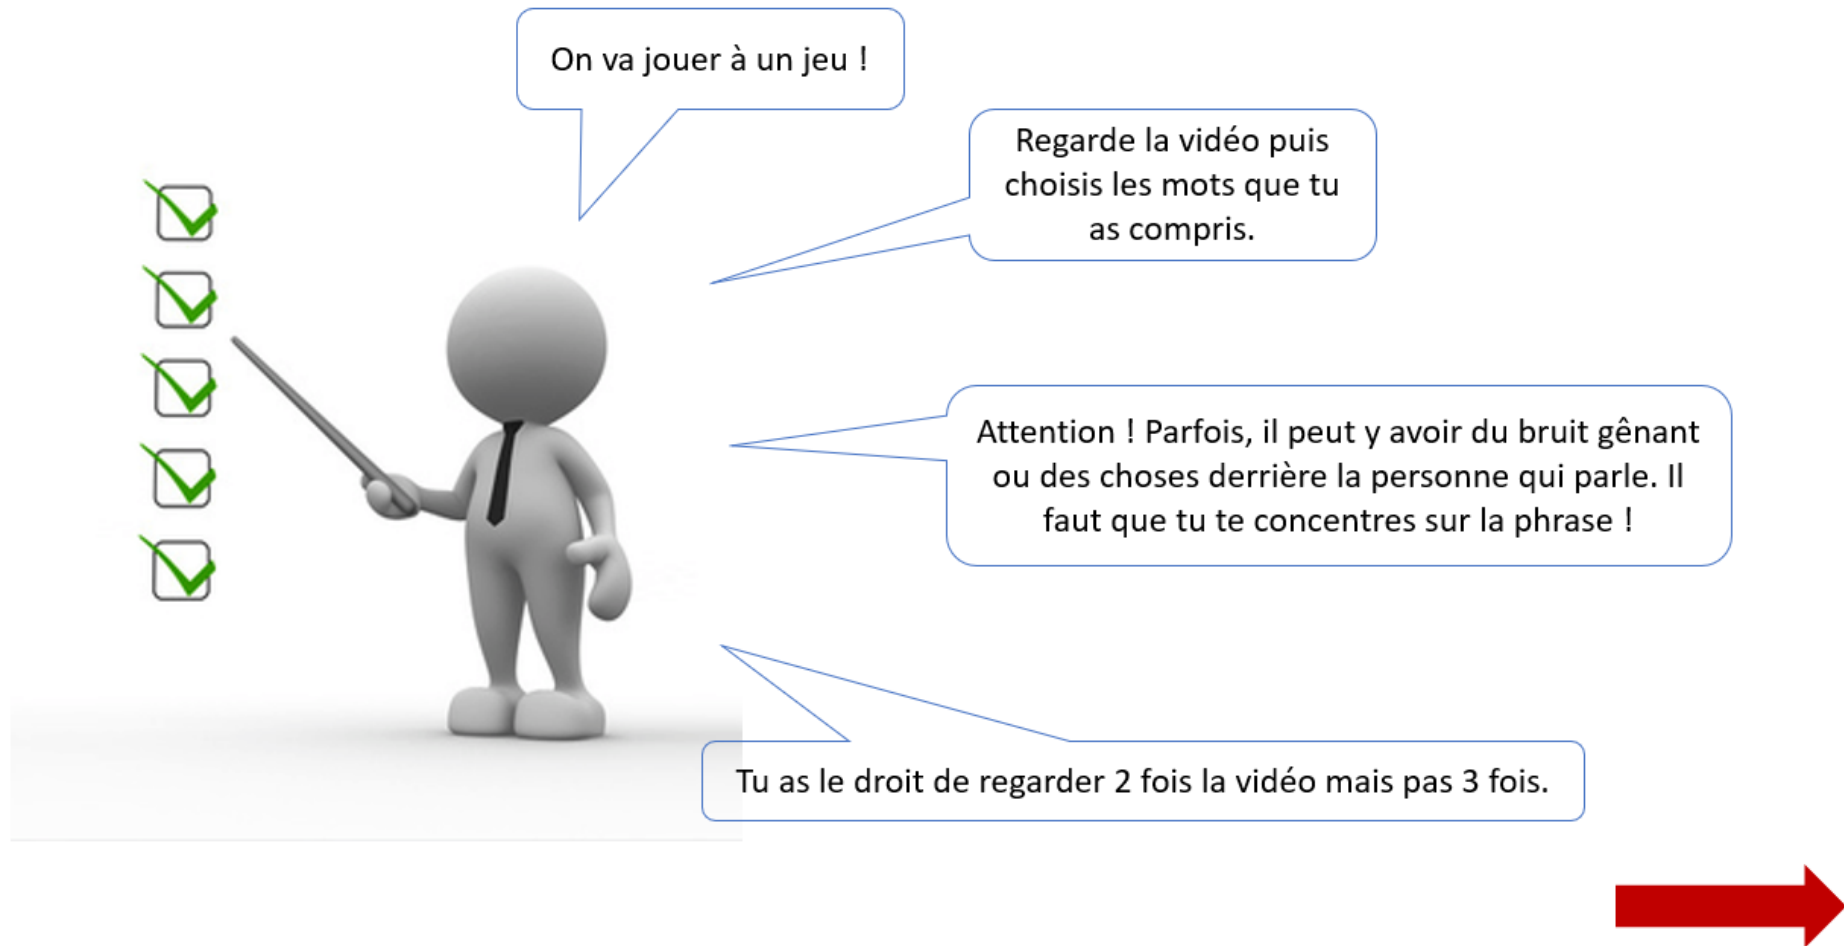 On va jouer à un jeu !
Regarde la vidéo puis
choisis les mots que tu
as compris.
Attention ! Parfois, il peut y avoir du bruit gênant
ou des choses derrière la personne qui parle. Il
faut que tu te concentres sur la phrase !
Tu as le droit de regarder 2 fois la vidéo mais pas 3 fois.